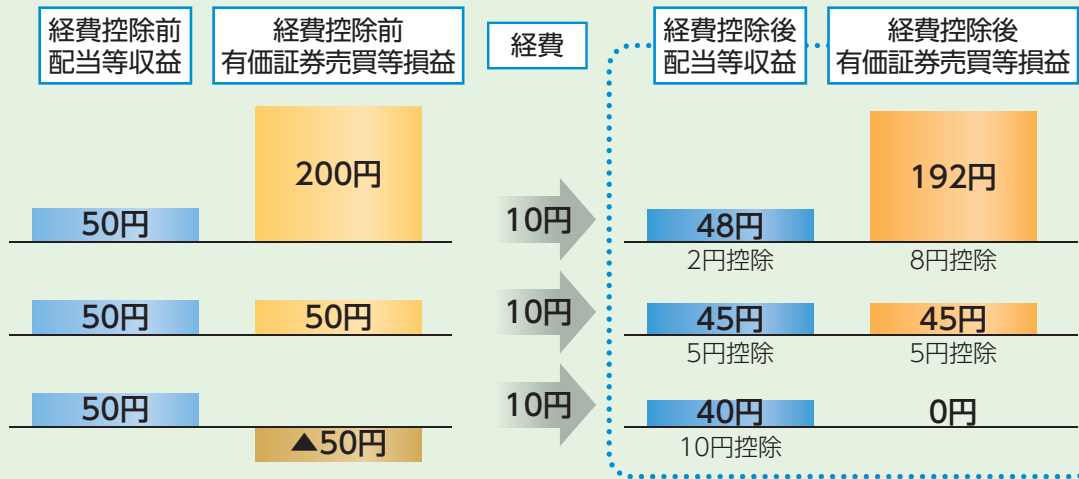 経費控除前
配当等収益
経費控除前
有価証券売買等損益
経費
経費控除後
配当等収益
経費控除後
有価証券売買等損益
50円
200円
10円
48円
2円控除
192円
8円控除
50円
50円
10円
45円
5円控除
45円
5円控除
50円
▲50円
10円
40円
10円控除
0円